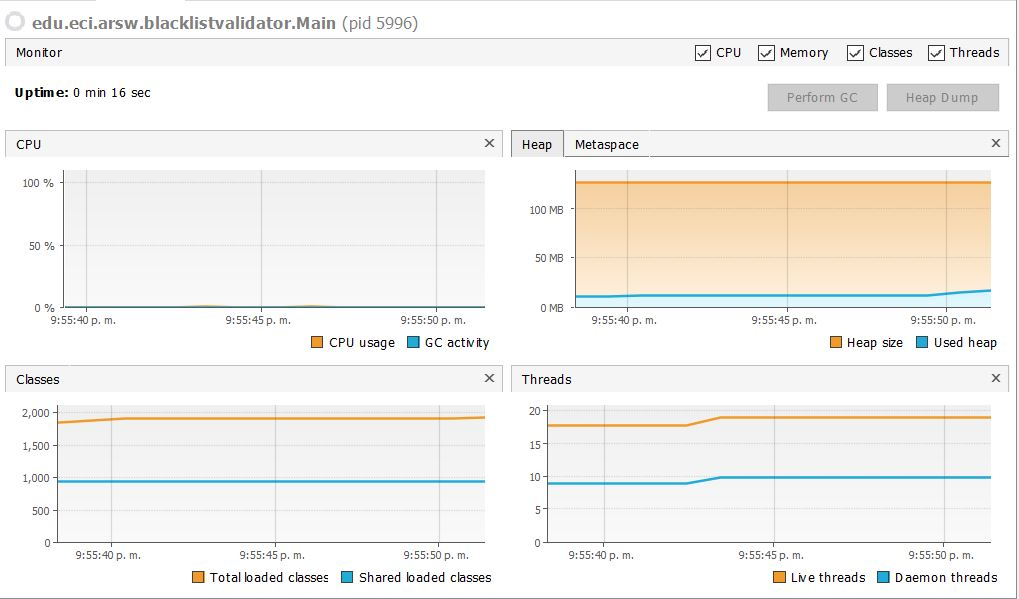 edu.eci.arsw.blacklistvalidator.Main (pid 5996)
Monitor
CPU Memory Classes Threads
Uptime: 0 min 16 sec
Perform GC Heap Dump
CPU
100 %
50 %
0 %
9:55:40 p. m. 9:55:45 p. m. 9:55:50 p. m.
CPU usage GC activity
Heap Metaspace
100 MB
50 MB
0 MB
9:55:40 p. m. 9:55:45 p. m. 9:55:50 p. m.
Heap size Used heap
Classes
2,000
1,500
1,000
500
0
9:55:40 p. m. 9:55:45 p. m. 9:55:50 p. m.
Total loaded classes Shared loaded classes
Threads
20
15
10
5
0
9:55:40 p. m. 9:55:45 p. m. 9:55:50 p. m.
Live threads Daemon threads